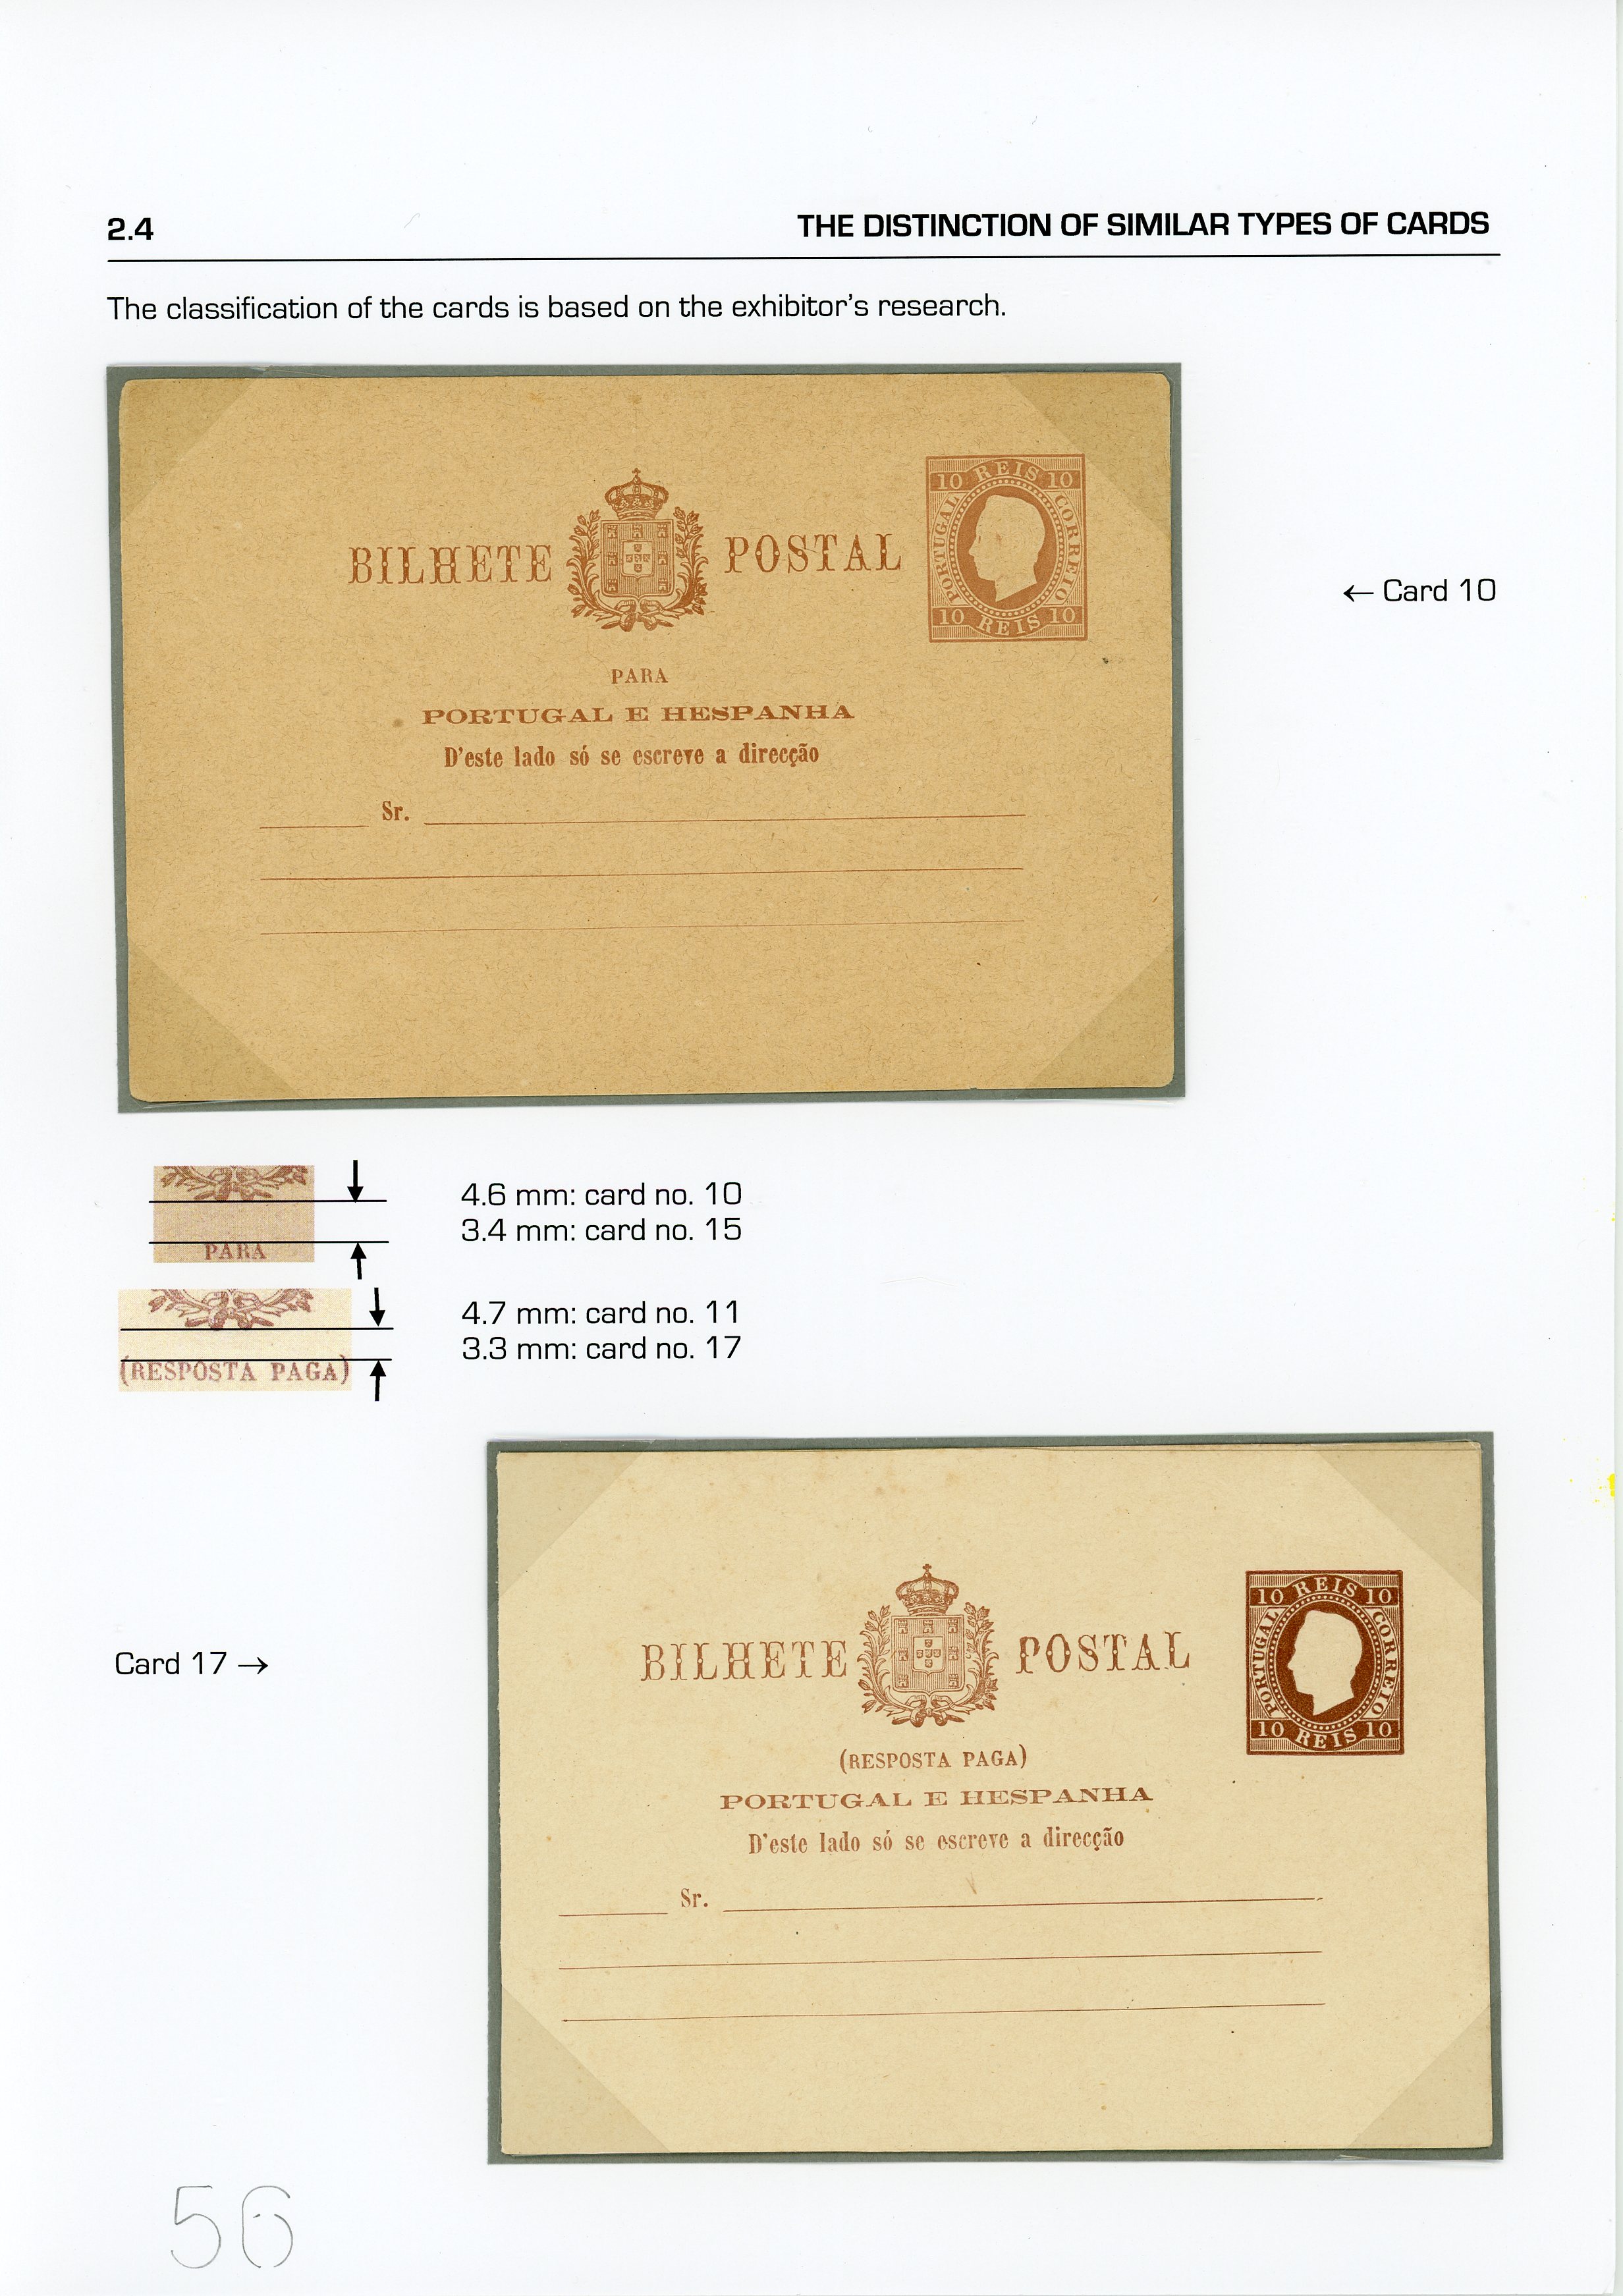 2.4 THE DISTINCTION OF SIMILAR TYPES OF CARDS
The classification of the cards is based on the exhibitor's research.
10 REIS 10
PORTUGAL CORREIO
10 REIS 10
BILHETE POSTAL
← Card 10
PARA
PORTUGAL E HESPANHA
D'este lado só se escreve a direcção
Sr.
4.6 mm: card no. 10
3.4 mm: card no. 15
PARA
4.7 mm: card no. 11
3.3 mm: card no. 17
(RESPOSTA PAGA)
10 REIS 10
PORTUGAL CORREIO
10 REIS 10
BILHETE POSTAL
Card 17 →
(RESPOSTA PAGA)
PORTUGAL E HESPANHA
D'este lado só se escreve a direcção
Sr.
56